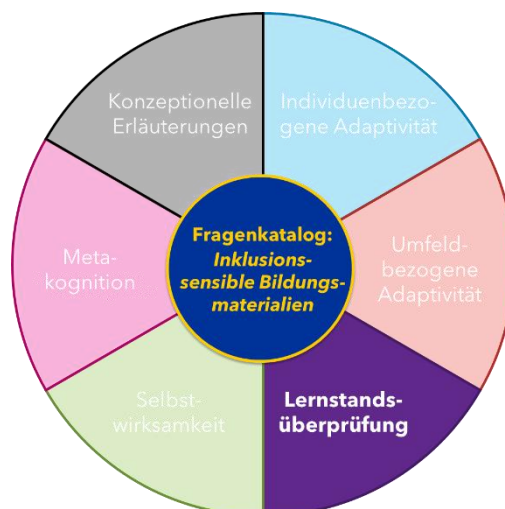 Konzeptionelle
Erläuterungen
Individuenbezo-
gene Adaptivität
Umfeld-
bezogene
Adaptivität
Lernstands-
überprüfung
Selbst-
wirksamkeit
Meta-
kognition
Fragenkatalog:
Inklusions-
sensible Bildungs-
materialien